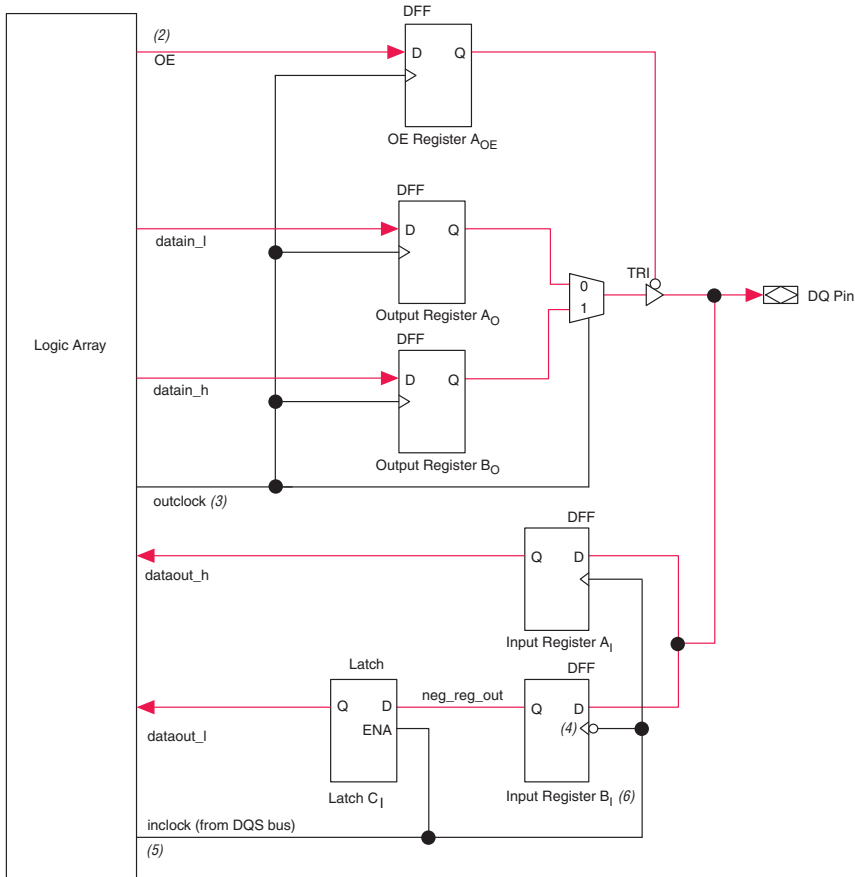 DFF
(2)
OE
D Q
OE Register AOE
DFF
datain_l
D Q
Output Register AO
TRI
0
1
DQ Pin
Logic Array
DFF
datain_h
D Q
Output Register BO
outclock (3)
DFF
Q D
dataout_h
Input Register AI
Latch
DFF
neg_reg_out
Q D
ENA
Q D
(4)
dataout_l
Latch CI
Input Register BI (6)
inclock (from DQS bus)
(5)